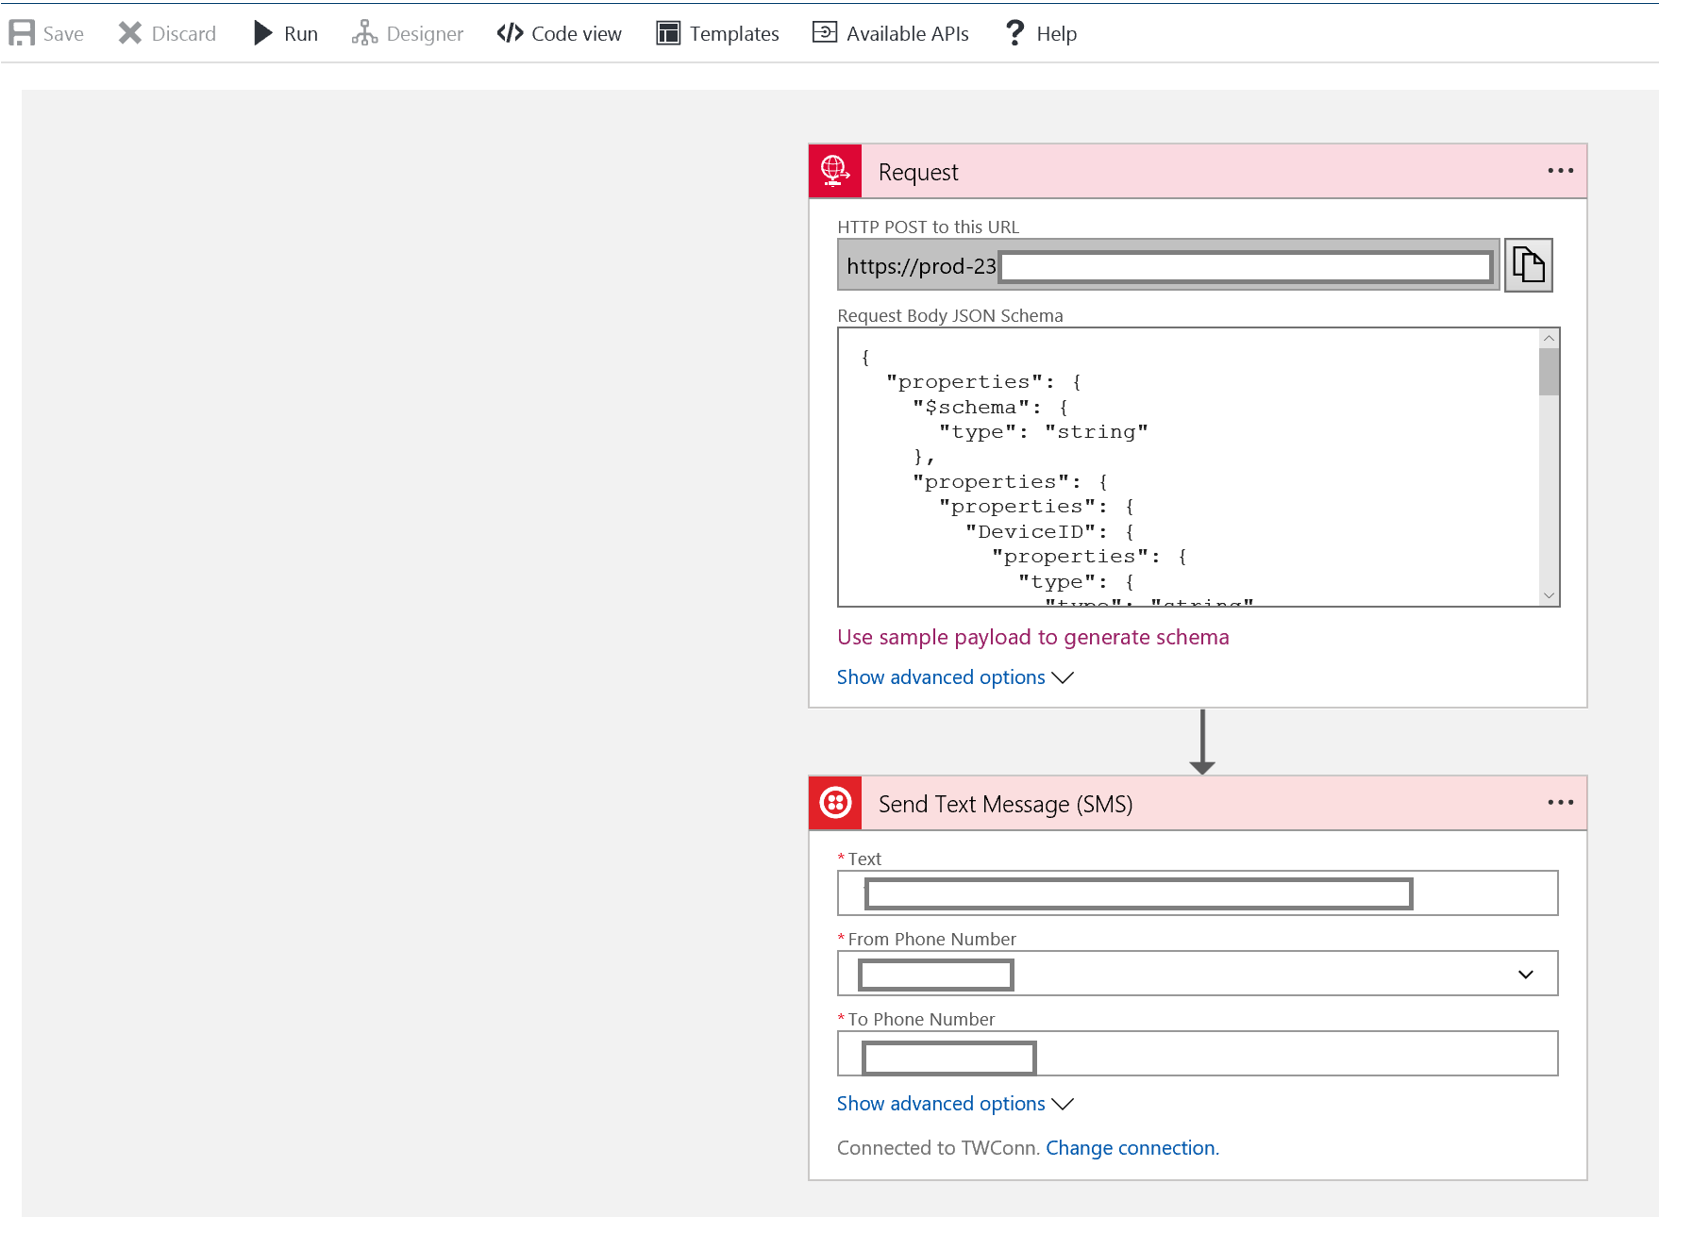 Save Discard Run Designer Code view Templates Available APIs ? Help
Request
HTTP POST to this URL
https://prod-23
Request Body JSON Schema
{
"properties": {
"$schema": {
"type": "string"
},
"properties": {
"properties": {
"DeviceID": {
"properties": {
"type": {
"type": "string"
Use sample payload to generate schema
Show advanced options
Send Text Message (SMS)
* Text
* From Phone Number
* To Phone Number
Show advanced options
Connected to TWConn. Change connection.